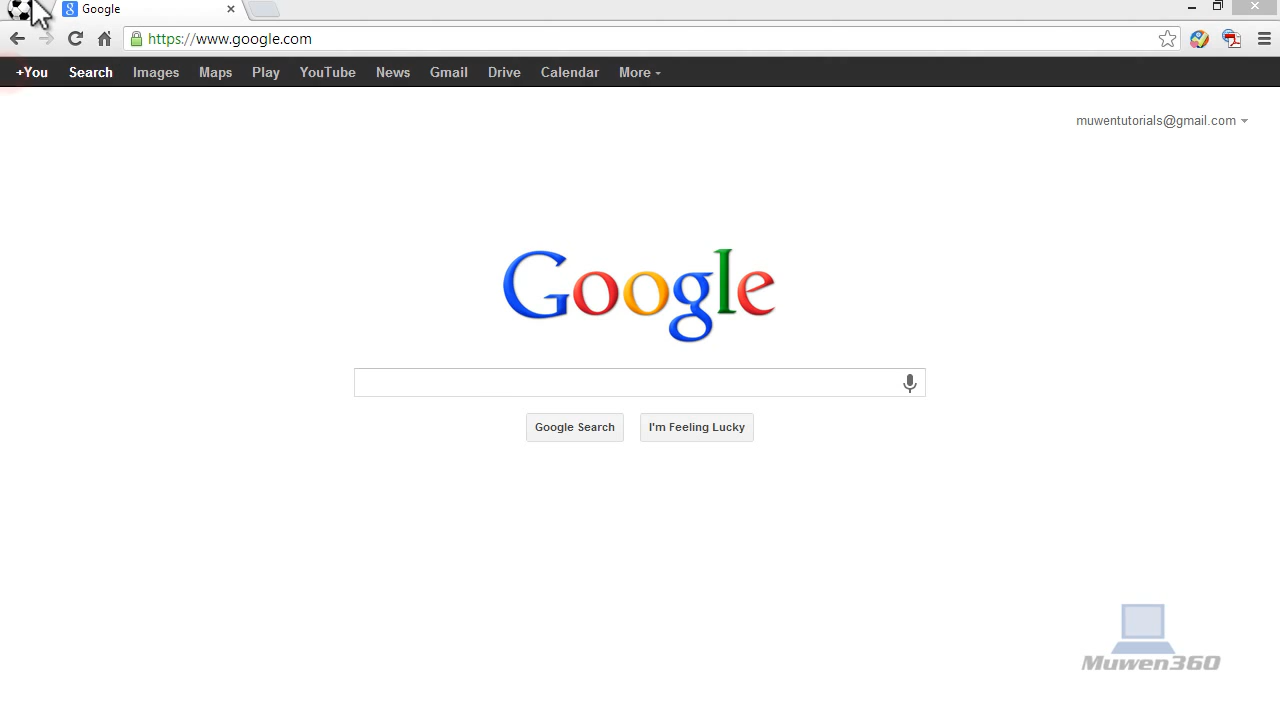 Google
https://www.google.com
+You Search Images Maps Play YouTube News Gmail Drive Calendar More
muwentutorials@gmail.com
Google
Google Search I'm Feeling Lucky
Muwen360